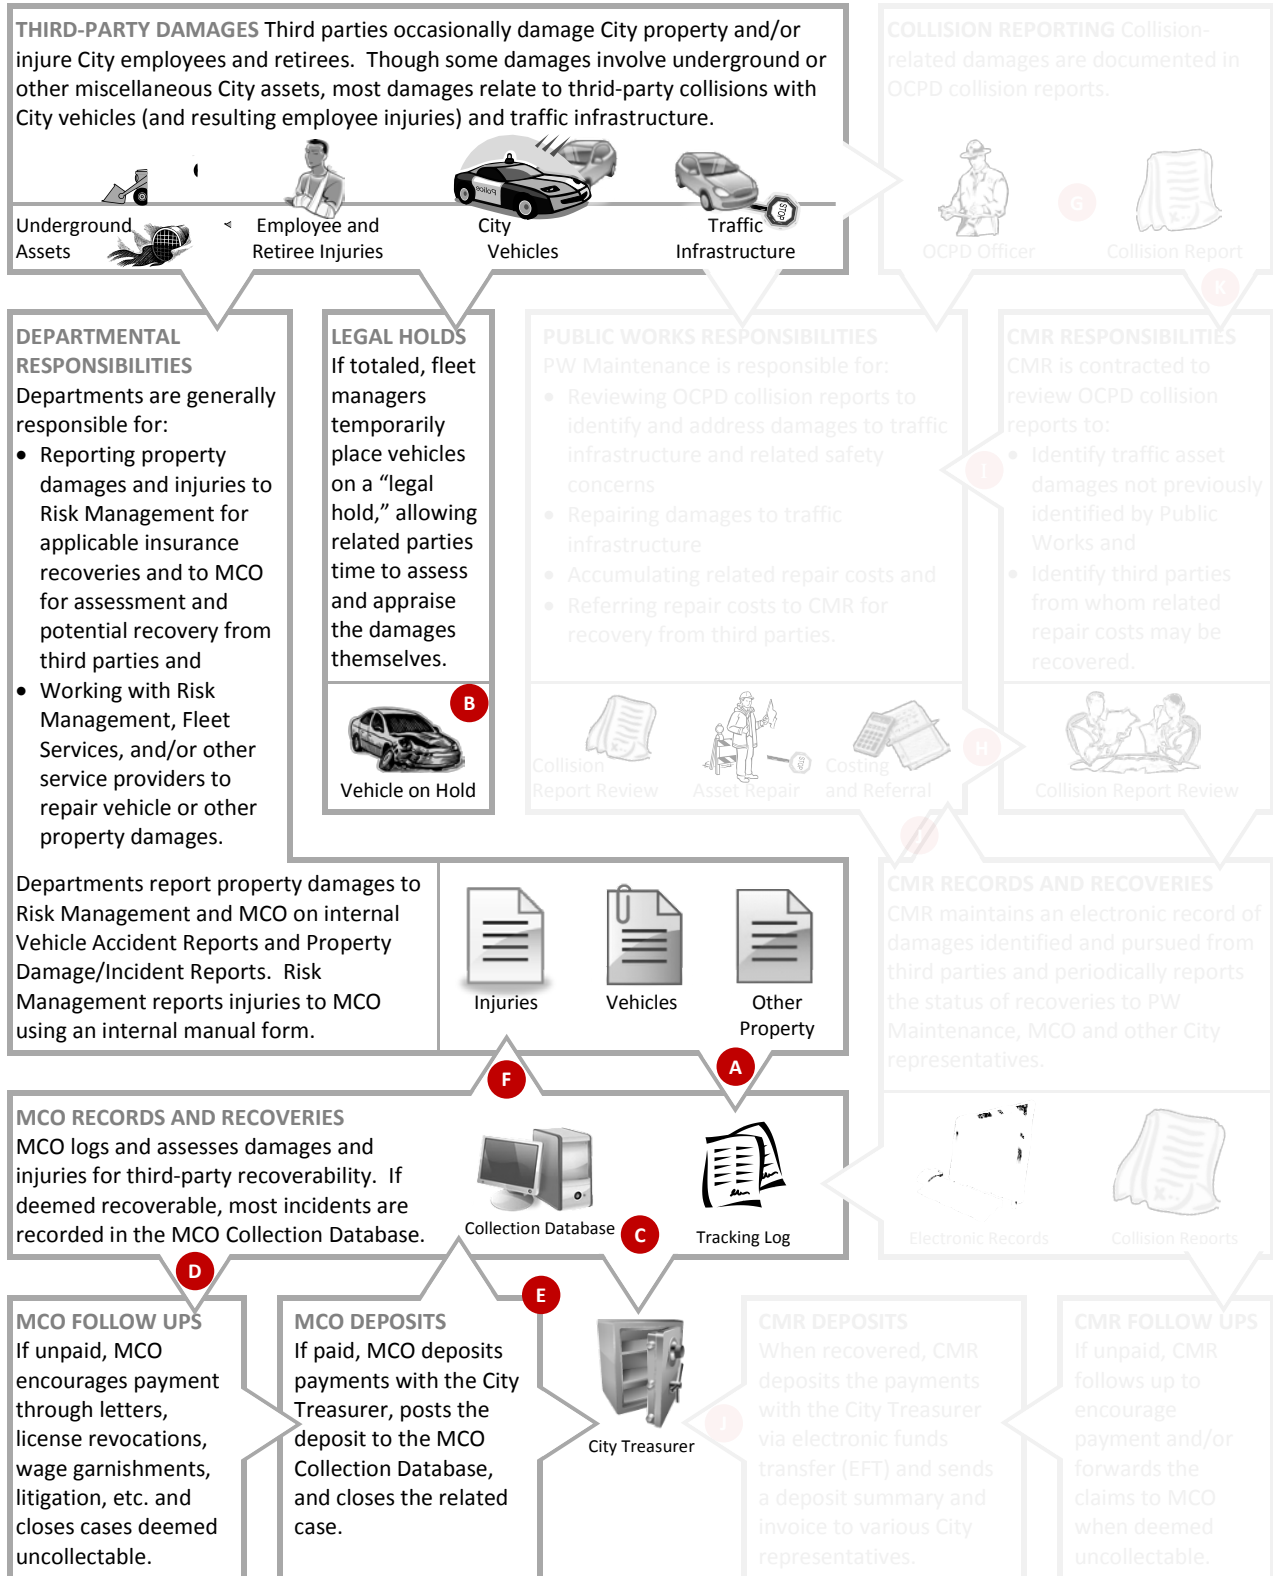 THIRD-PARTY DAMAGES Third parties occasionally damage City property and/or
injure City employees and retirees.  Though some damages involve underground or
other miscellaneous City assets, most damages relate to thrid-party collisions with
City vehicles (and resulting employee injuries) and traffic infrastructure.
Police
STOP
Underground
Assets
Employee and
Retiree Injuries
City
Vehicles
Traffic
Infrastructure
COLLISION REPORTING Collision-
related damages are documented in
OCPD collision reports.
OCPD Officer
G
Collision Report
K
DEPARTMENTAL
RESPONSIBILITIES
Departments are generally
responsible for:
• Reporting property
damages and injuries to
Risk Management for
applicable insurance
recoveries and to MCO
for assessment and
potential recovery from
third parties and
• Working with Risk
Management, Fleet
Services, and/or other
service providers to
repair vehicle or other
property damages.
LEGAL HOLDS
If totaled, fleet
managers
temporarily
place vehicles
on a “legal
hold,” allowing
related parties
time to assess
and appraise
the damages
themselves.
B
Vehicle on Hold
PUBLIC WORKS RESPONSIBILITIES
PW Maintenance is responsible for:
• Reviewing OCPD collision reports to
identify and address damages to traffic
infrastructure and related safety
concerns
• Repairing damages to traffic
infrastructure
• Accumulating related repair costs and
• Referring repair costs to CMR for
recovery from third parties.
Collision
Report Review
Asset Repair
Costing
and Referral
I
H
CMR RESPONSIBILITIES
CMR is contracted to
review OCPD collision
reports to:
• Identify traffic asset
damages not previously
identified by Public
Works and
• Identify third parties
from whom related
repair costs may be
recovered.
Collision Report Review
Departments report property damages to
Risk Management and MCO on internal
Vehicle Accident Reports and Property
Damage/Incident Reports.  Risk
Management reports injuries to MCO
using an internal manual form.
Injuries
Vehicles
Other
Property
F
A
CMR RECORDS AND RECOVERIES
CMR maintains an electronic record of
damages identified and pursued from
third parties and periodically reports
the status of recoveries to PW
Maintenance, MCO and other City
representatives.
Electronic Records
Collision Reports
MCO RECORDS AND RECOVERIES
MCO logs and assesses damages and
injuries for third-party recoverability.  If
deemed recoverable, most incidents are
recorded in the MCO Collection Database.
Collection Database
C
Tracking Log
D
E
MCO FOLLOW UPS
If unpaid, MCO
encourages payment
through letters,
license revocations,
wage garnishments,
litigation, etc. and
closes cases deemed
uncollectable.
MCO DEPOSITS
If paid, MCO deposits
payments with the City
Treasurer, posts the
deposit to the MCO
Collection Database,
and closes the related
case.
City Treasurer
J
CMR DEPOSITS
When recovered, CMR
deposits the payments
with the City Treasurer
via electronic funds
transfer (EFT) and sends
a deposit summary and
invoice to various City
representatives.
CMR FOLLOW UPS
If unpaid, CMR
follows up to
encourage
payment and/or
forwards the
claims to MCO
when deemed
uncollectable.